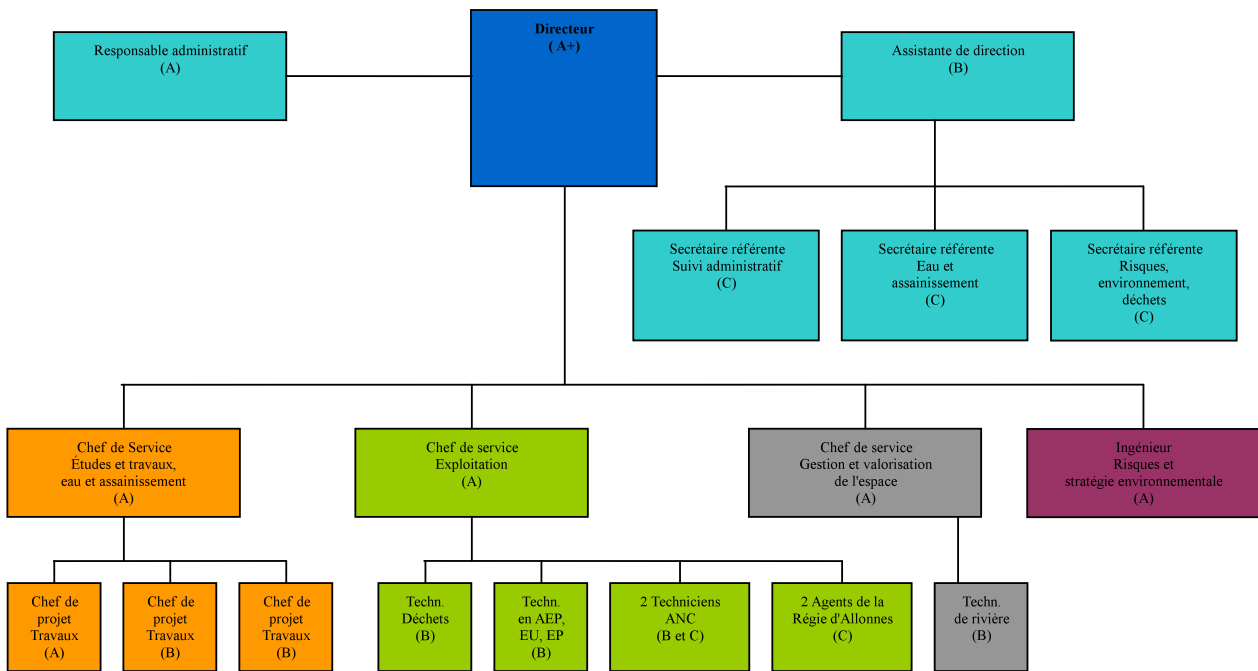 Directeur
( A+)
Responsable administratif
(A)
Assistante de direction
(B)
Secrétaire référente
Suivi administratif
(C)
Secrétaire référente
Eau et
assainissement
(C)
Secrétaire référente
Risques,
environnement,
déchets
(C)
Chef de Service
Études et travaux,
eau et assainissement
(A)
Chef de service
Exploitation
(A)
Chef de service
Gestion et valorisation
de l'espace
(A)
Ingénieur
Risques et
stratégie environnementale
(A)
Chef de
projet
Travaux
(A)
Chef de
projet
Travaux
(B)
Chef de
projet
Travaux
(B)
Techn.
Déchets
(B)
Techn.
en AEP,
EU, EP
(B)
2 Techniciens
ANC
(B et C)
2 Agents de la
Régie d'Allonnes
(C)
Techn.
de rivière
(B)